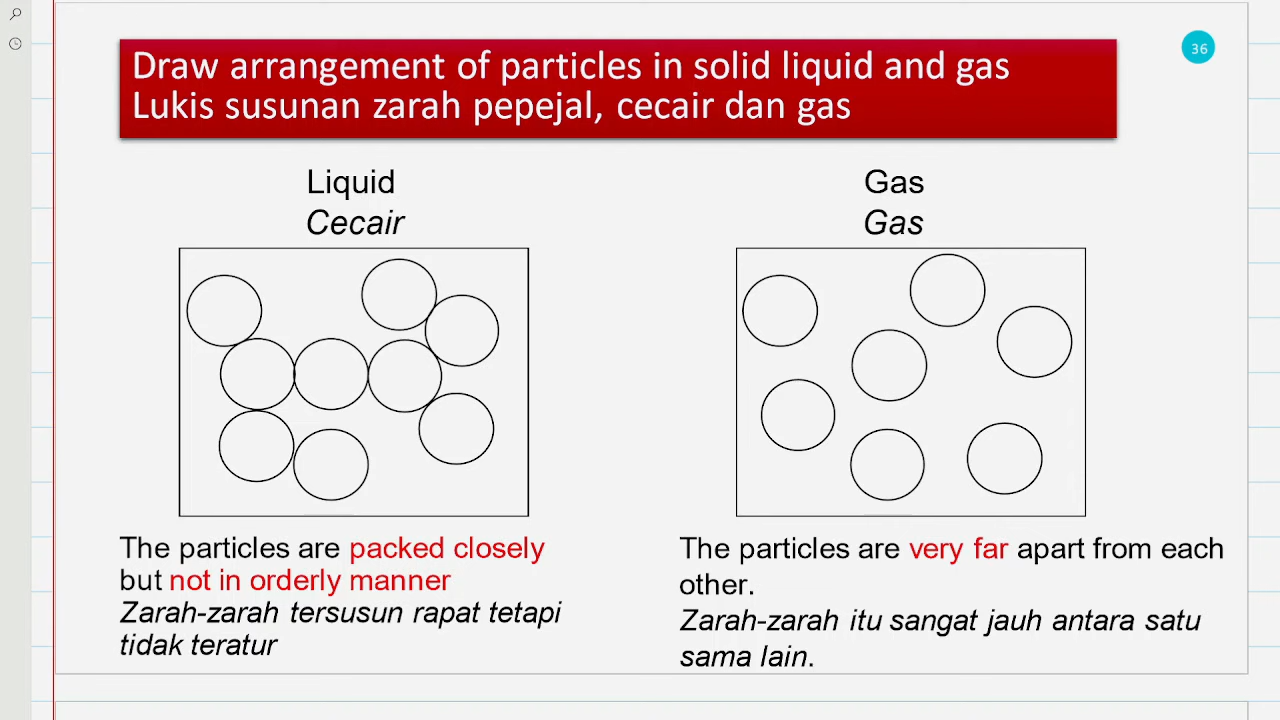 36
Draw arrangement of particles in solid liquid and gas
Lukis susunan zarah pepejal, cecair dan gas
Liquid
Cecair
Gas
Gas
The particles are packed closely
but not in orderly manner
Zarah-zarah tersusun rapat tetapi
tidak teratur
The particles are very far apart from each
other.
Zarah-zarah itu sangat jauh antara satu
sama lain.